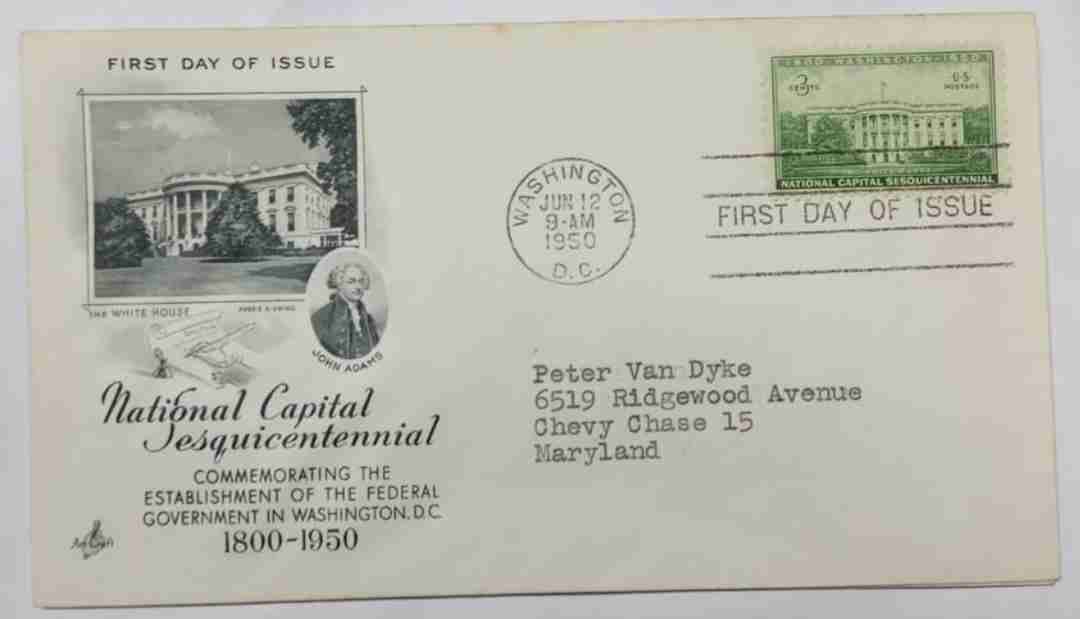 FIRST DAY OF ISSUE
THE WHITE HOUSE
JOHN ADAMS
National Capital
Sesquicentennial
COMMEMORATING THE
ESTABLISHMENT OF THE FEDERAL
GOVERNMENT IN WASHINGTON, D.C.
1800-1950
ArtCraft
WASHINGTON
JUN 12
9-AM
1950
D.C.
1800 WASHINGTON 1950
3 CENTS
U·S
POSTAGE
NATIONAL CAPITAL SESQUICENTENNIAL
FIRST DAY OF ISSUE
Peter Van Dyke
6519 Ridgewood Avenue
Chevy Chase 15
Maryland